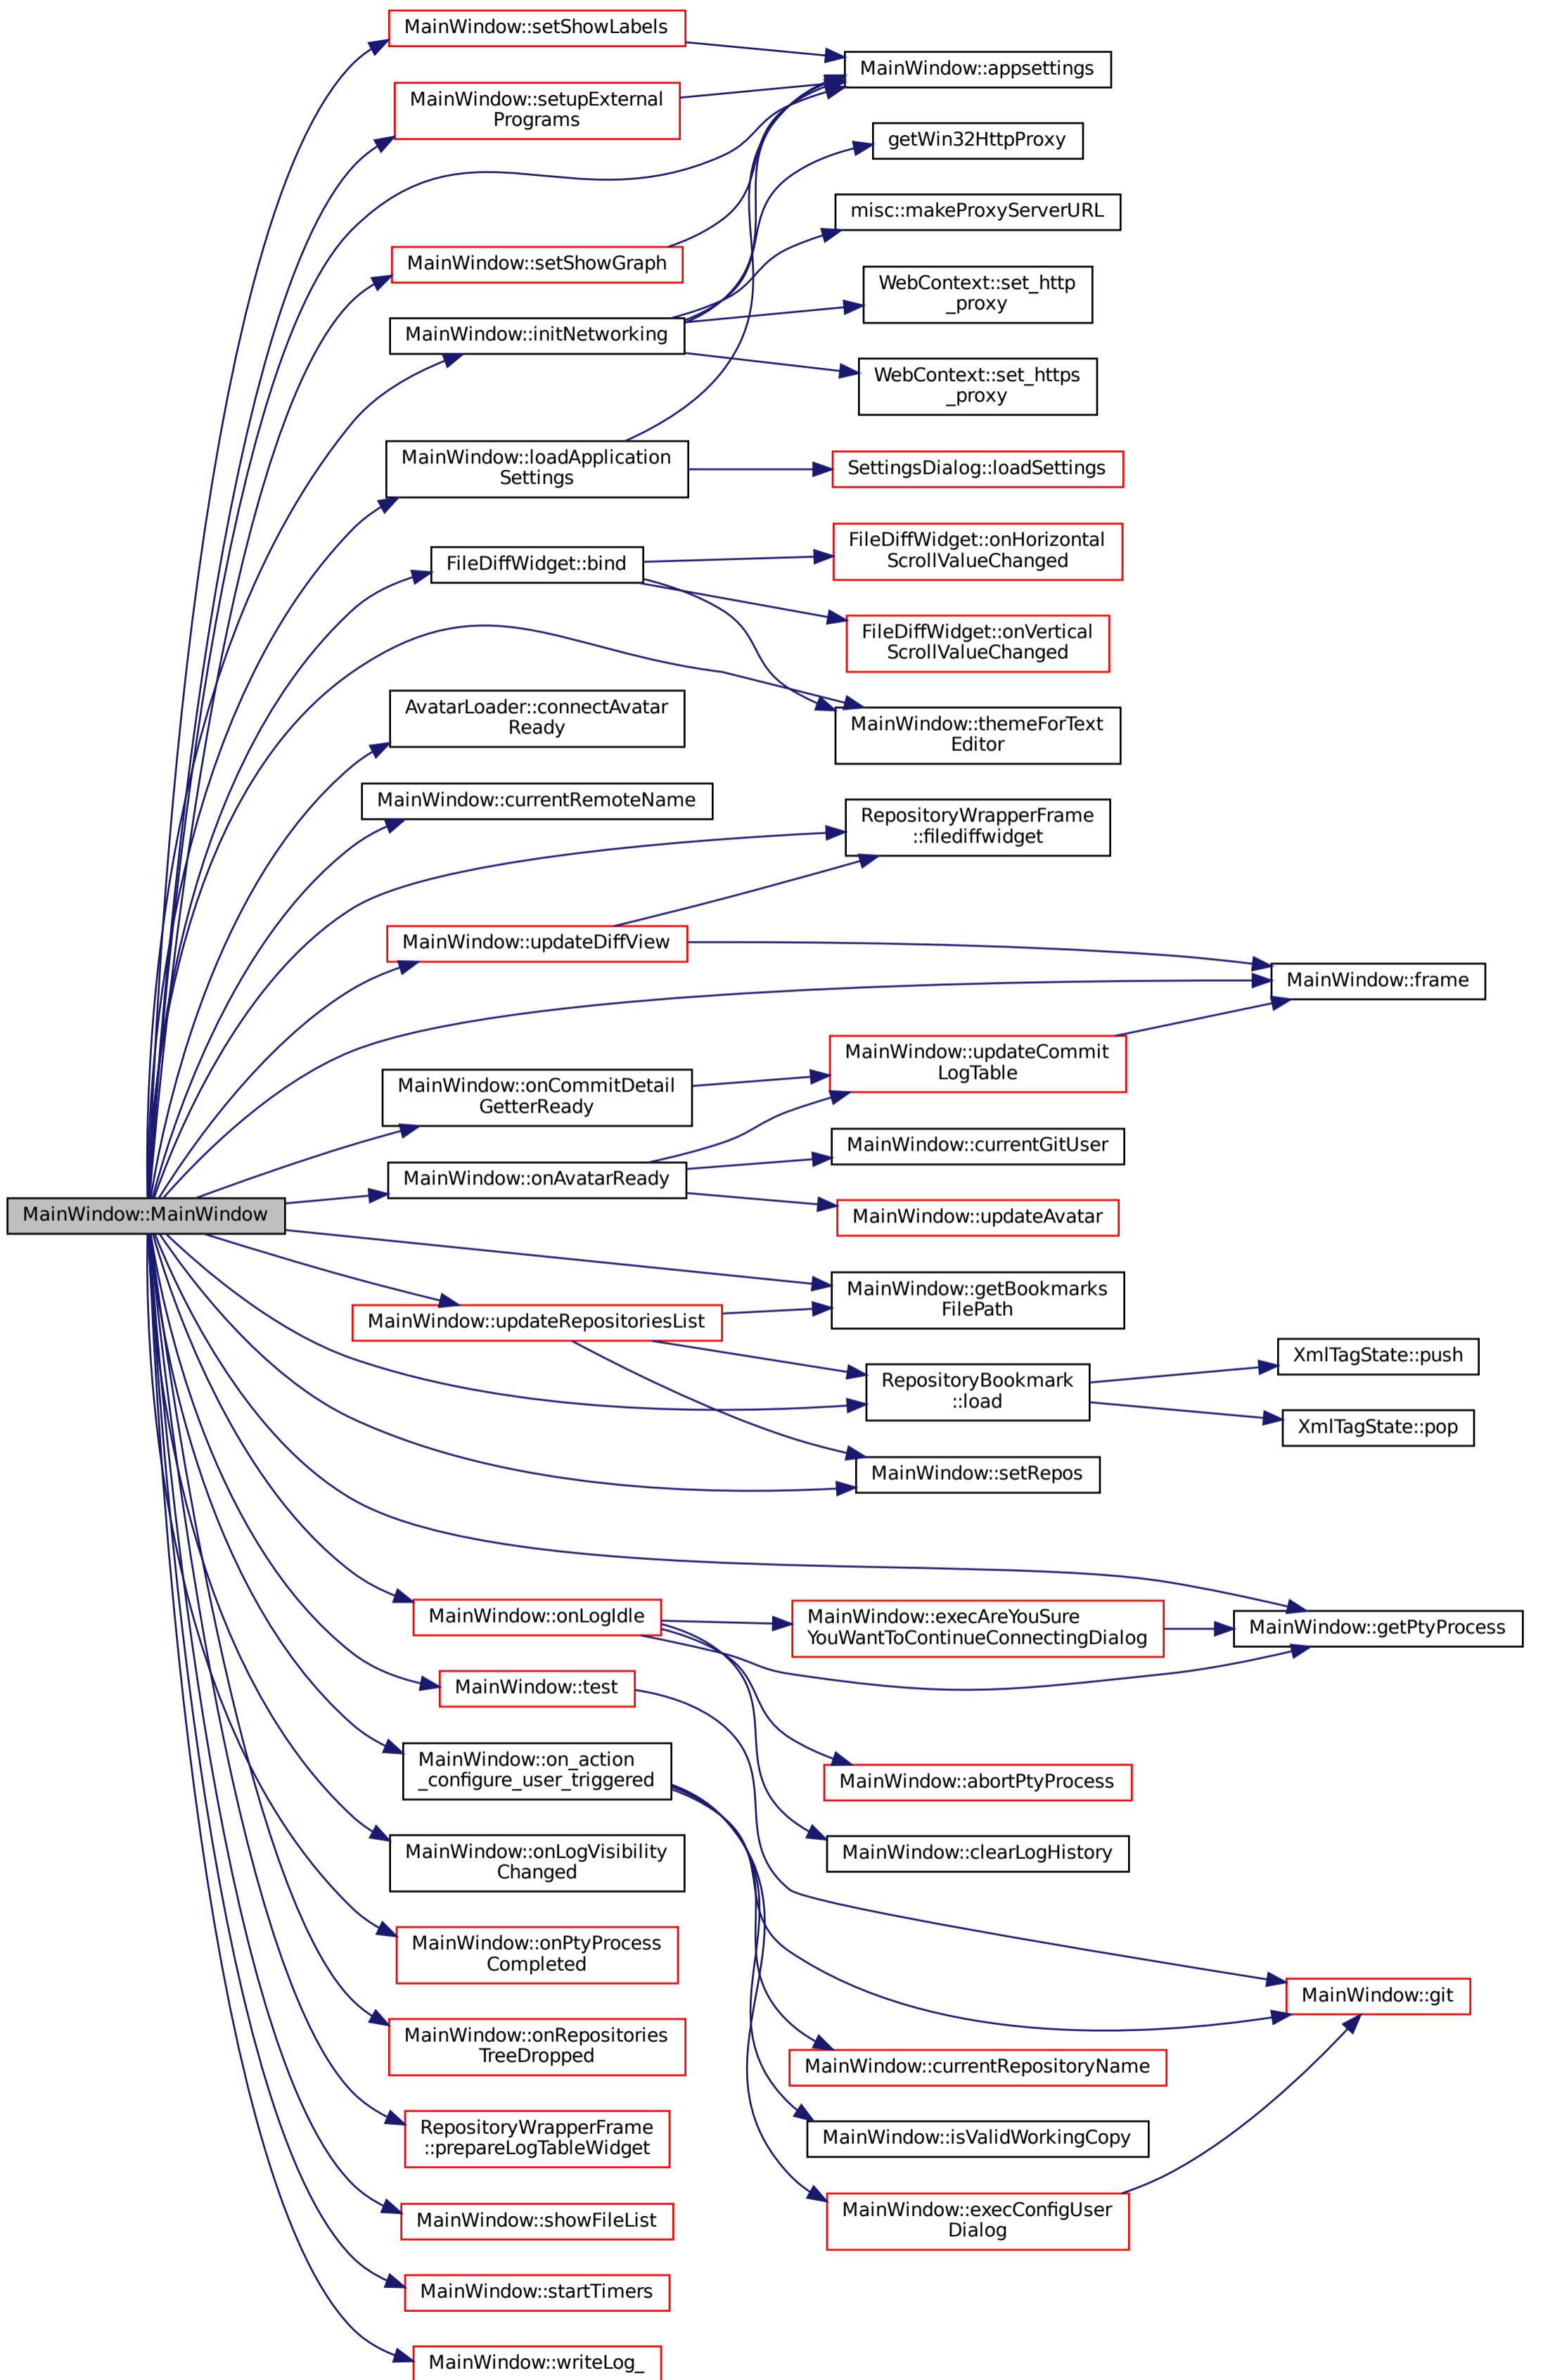 MainWindow::setShowLabels
MainWindow::appsettings
MainWindow::setupExternal
Programs
getWin32HttpProxy
misc::makeProxyServerURL
MainWindow::setShowGraph
WebContext::set_http
_proxy
MainWindow::initNetworking
WebContext::set_https
_proxy
MainWindow::loadApplication
Settings
SettingsDialog::loadSettings
FileDiffWidget::onHorizontal
ScrollValueChanged
FileDiffWidget::bind
FileDiffWidget::onVertical
ScrollValueChanged
AvatarLoader::connectAvatar
Ready
MainWindow::themeForText
Editor
MainWindow::currentRemoteName
RepositoryWrapperFrame
::filediffwidget
MainWindow::updateDiffView
MainWindow::frame
MainWindow::updateCommit
LogTable
MainWindow::onCommitDetail
GetterReady
MainWindow::currentGitUser
MainWindow::onAvatarReady
MainWindow::MainWindow
MainWindow::updateAvatar
MainWindow::getBookmarks
FilePath
MainWindow::updateRepositoriesList
XmlTagState::push
RepositoryBookmark
::load
XmlTagState::pop
MainWindow::setRepos
MainWindow::onLogIdle
MainWindow::execAreYouSure
YouWantToContinueConnectingDialog
MainWindow::getPtyProcess
MainWindow::test
MainWindow::on_action
_configure_user_triggered
MainWindow::abortPtyProcess
MainWindow::onLogVisibility
Changed
MainWindow::clearLogHistory
MainWindow::onPtyProcess
Completed
MainWindow::git
MainWindow::onRepositories
TreeDropped
MainWindow::currentRepositoryName
RepositoryWrapperFrame
::prepareLogTableWidget
MainWindow::isValidWorkingCopy
MainWindow::showFileList
MainWindow::execConfigUser
Dialog
MainWindow::startTimers
MainWindow::writeLog_